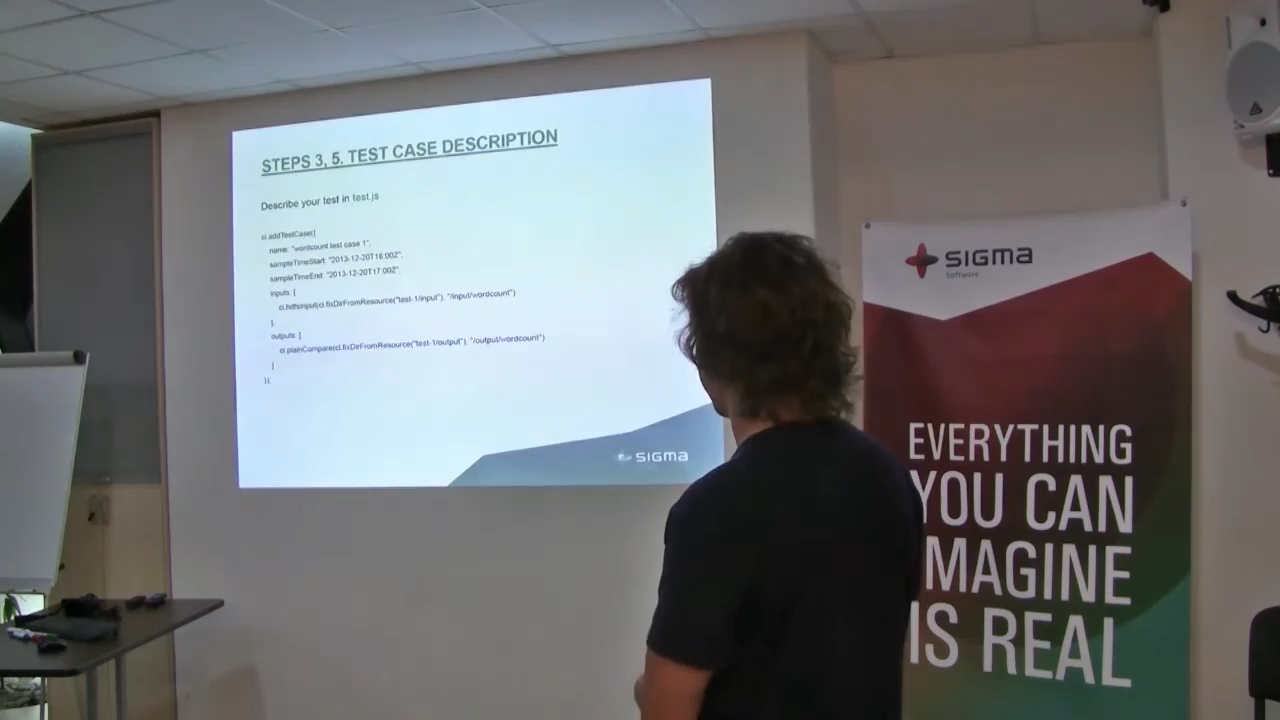 STEPS 3, 5. TEST CASE DESCRIPTION
Describe your test in test.js
ci.addTestCase({
name: "wordcount test case 1",
sampleTimeStart: "2013-12-20T16:00Z",
sampleTimeEnd: "2013-12-20T17:00Z",
inputs: [
ci.hdfsInput(ci.fixDirFromResource("test-1/input"), "/input/wordcount")
],
outputs: [
ci.plainCompare(ci.fixDirFromResource("test-1/output"), "/output/wordcount")
]
});
SIGMA
SIGMA
Software
EVERYTHING
YOU CAN
IMAGINE
IS REAL